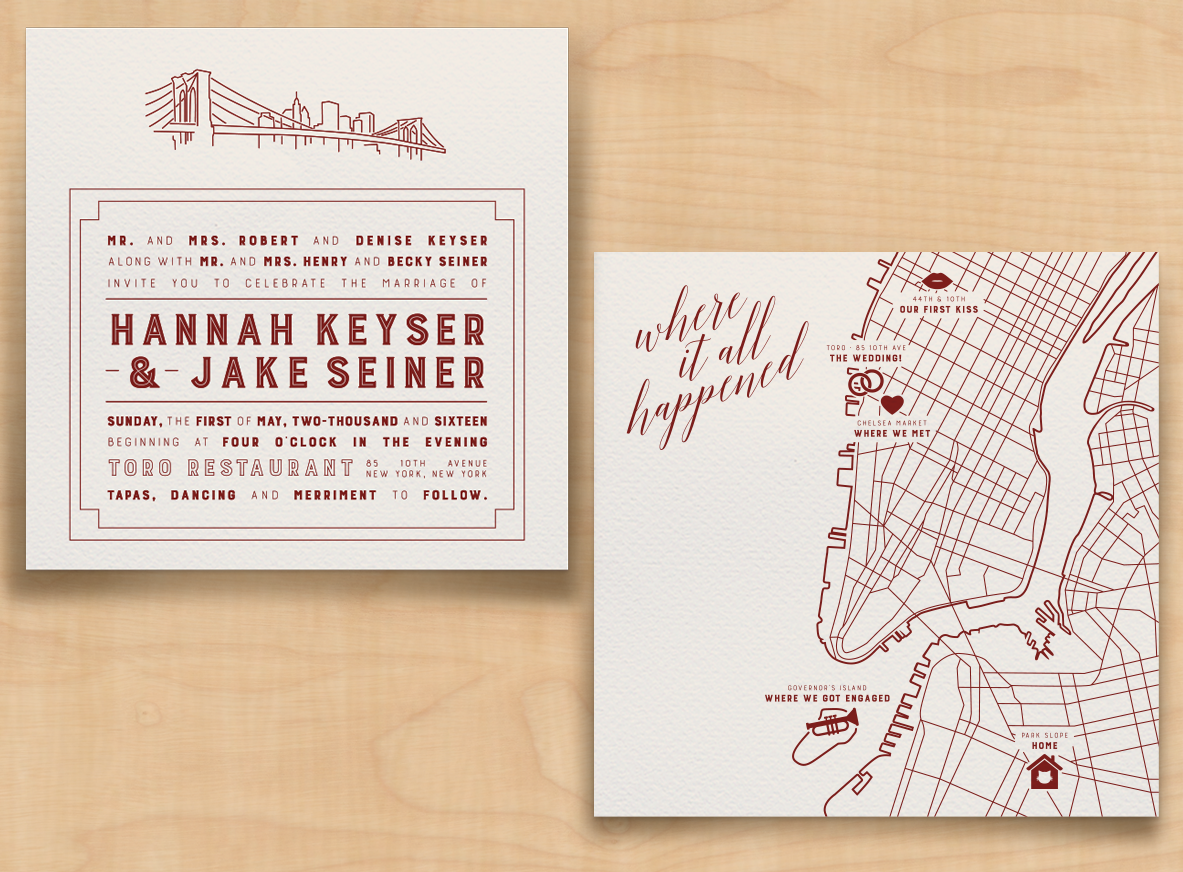 MR. AND MRS. ROBERT AND DENISE KEYSER
ALONG WITH MR. AND MRS. HENRY AND BECKY SEINER
INVITE YOU TO CELEBRATE THE MARRIAGE OF
HANNAH KEYSER
-&- JAKE SEINER
SUNDAY, THE FIRST OF MAY, TWO-THOUSAND AND SIXTEEN
BEGINNING AT FOUR O'CLOCK IN THE EVENING
TORO RESTAURANT 85 10TH AVENUE
NEW YORK, NEW YORK
TAPAS, DANCING AND MERRIMENT TO FOLLOW.
where
it all
happened
44TH & 10TH
OUR FIRST KISS
TORO - 85 10TH AVE
THE WEDDING!
CHELSEA MARKET
WHERE WE MET
GOVERNOR'S ISLAND
WHERE WE GOT ENGAGED
PARK SLOPE
HOME